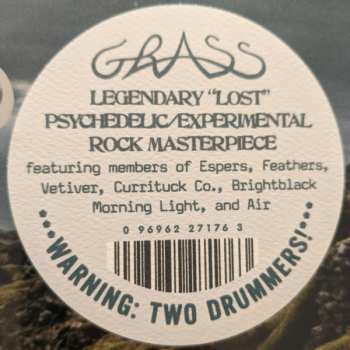 GRASS
LEGENDARY "LOST"
PSYCHEDELIC/EXPERIMENTAL
ROCK MASTERPIECE
featuring members of Espers, Feathers,
Vetiver, Currituck Co., Brightblack
Morning Light, and Air
0 96962 27176 3
•••WARNING: TWO DRUMMERS!•••